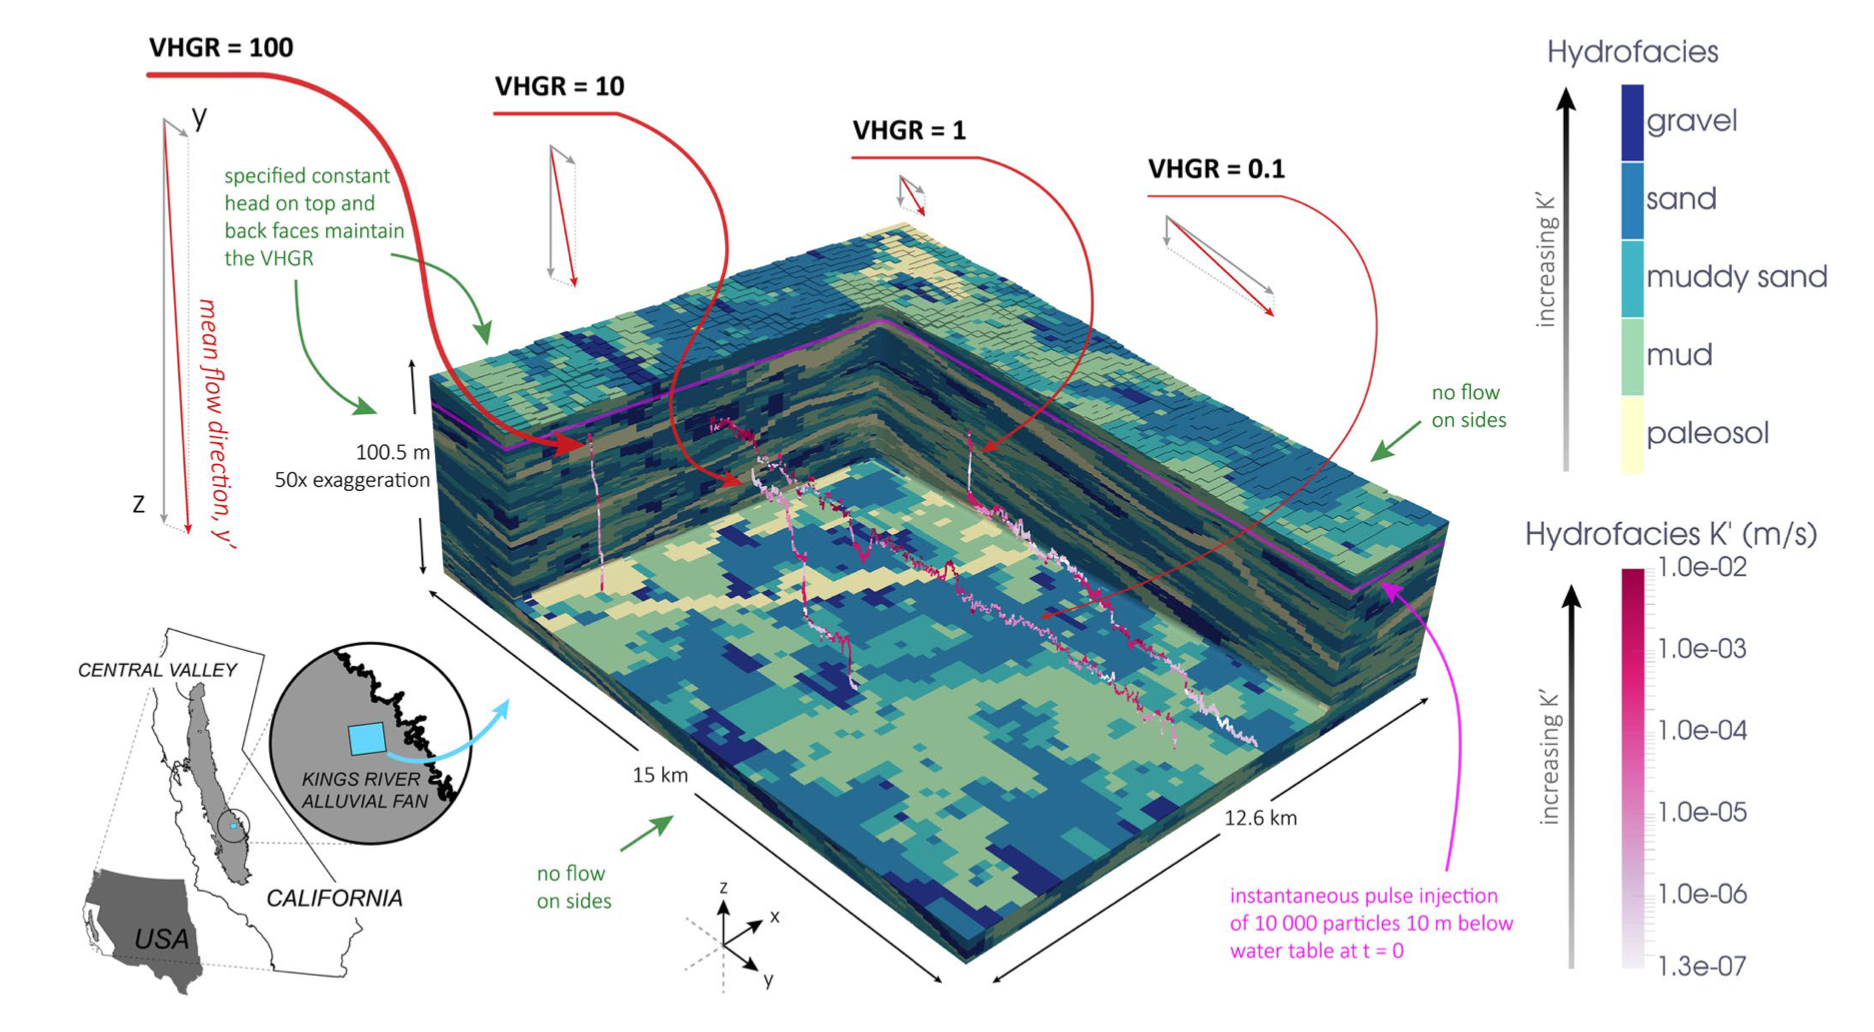 VHGR = 100
VHGR = 10
VHGR = 1
VHGR = 0.1
y
z
mean flow direction, y'
specified constant
head on top and
back faces maintain
the VHGR
100.5 m
50x exaggeration
no flow
on sides
Hydrofacies
increasing K'
gravel
sand
muddy sand
mud
paleosol
Hydrofacies K' (m/s)
increasing K'
1.0e-02
1.0e-03
1.0e-04
1.0e-05
1.0e-06
1.3e-07
CENTRAL VALLEY
KINGS RIVER
ALLUVIAL FAN
CALIFORNIA
USA
15 km
12.6 km
no flow
on sides
z
x
y
instantaneous pulse injection
of 10 000 particles 10 m below
water table at t = 0